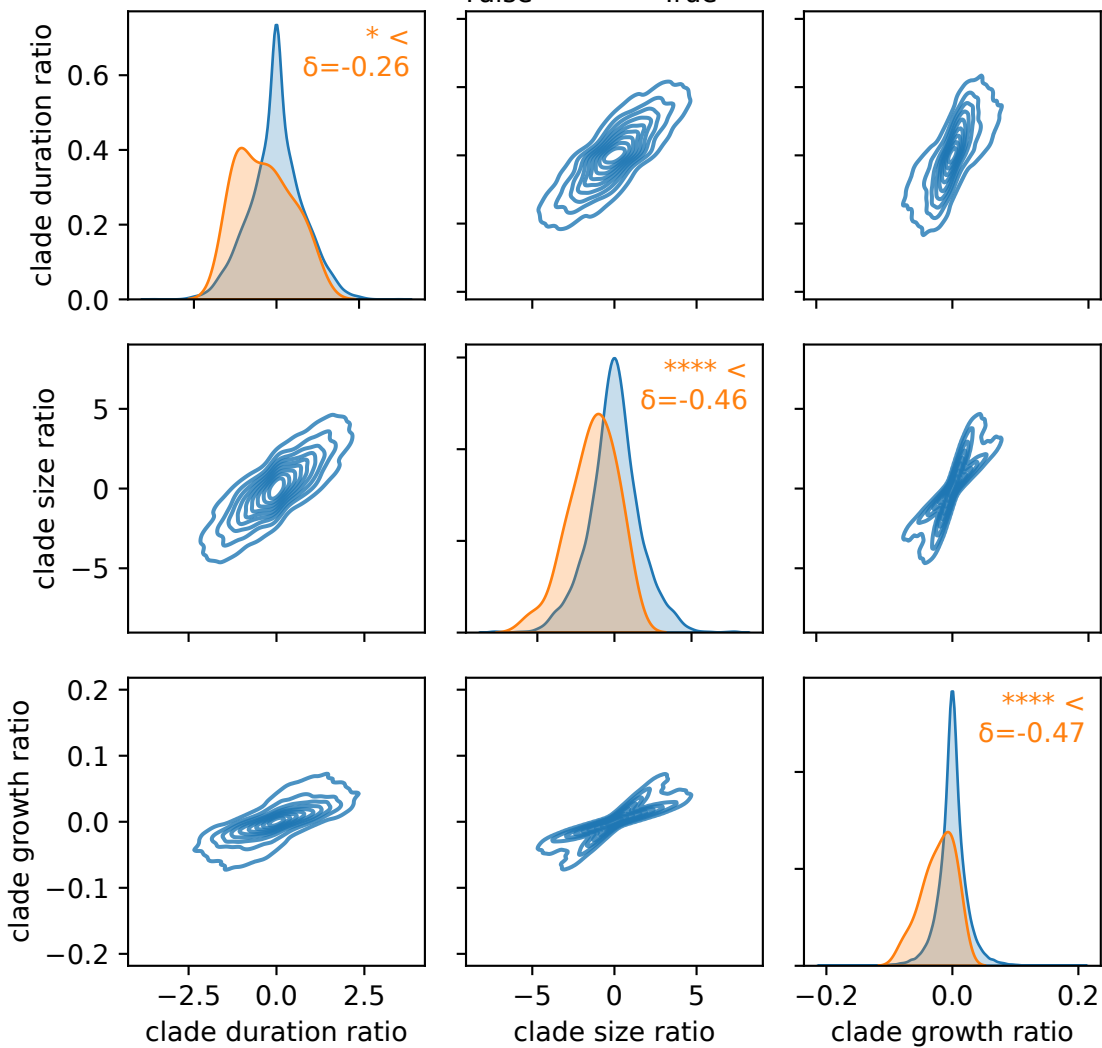 clade duration ratio
0.6
0.4
0.2
0.0
* <
δ=-0.26
clade size ratio
5
0
−5
**** <
δ=-0.46
clade growth ratio
0.2
0.1
0.0
−0.1
−0.2
**** <
δ=-0.47
−2.5 0.0 2.5
−5 0 5
−0.2 0.0 0.2
clade duration ratio
clade size ratio
clade growth ratio